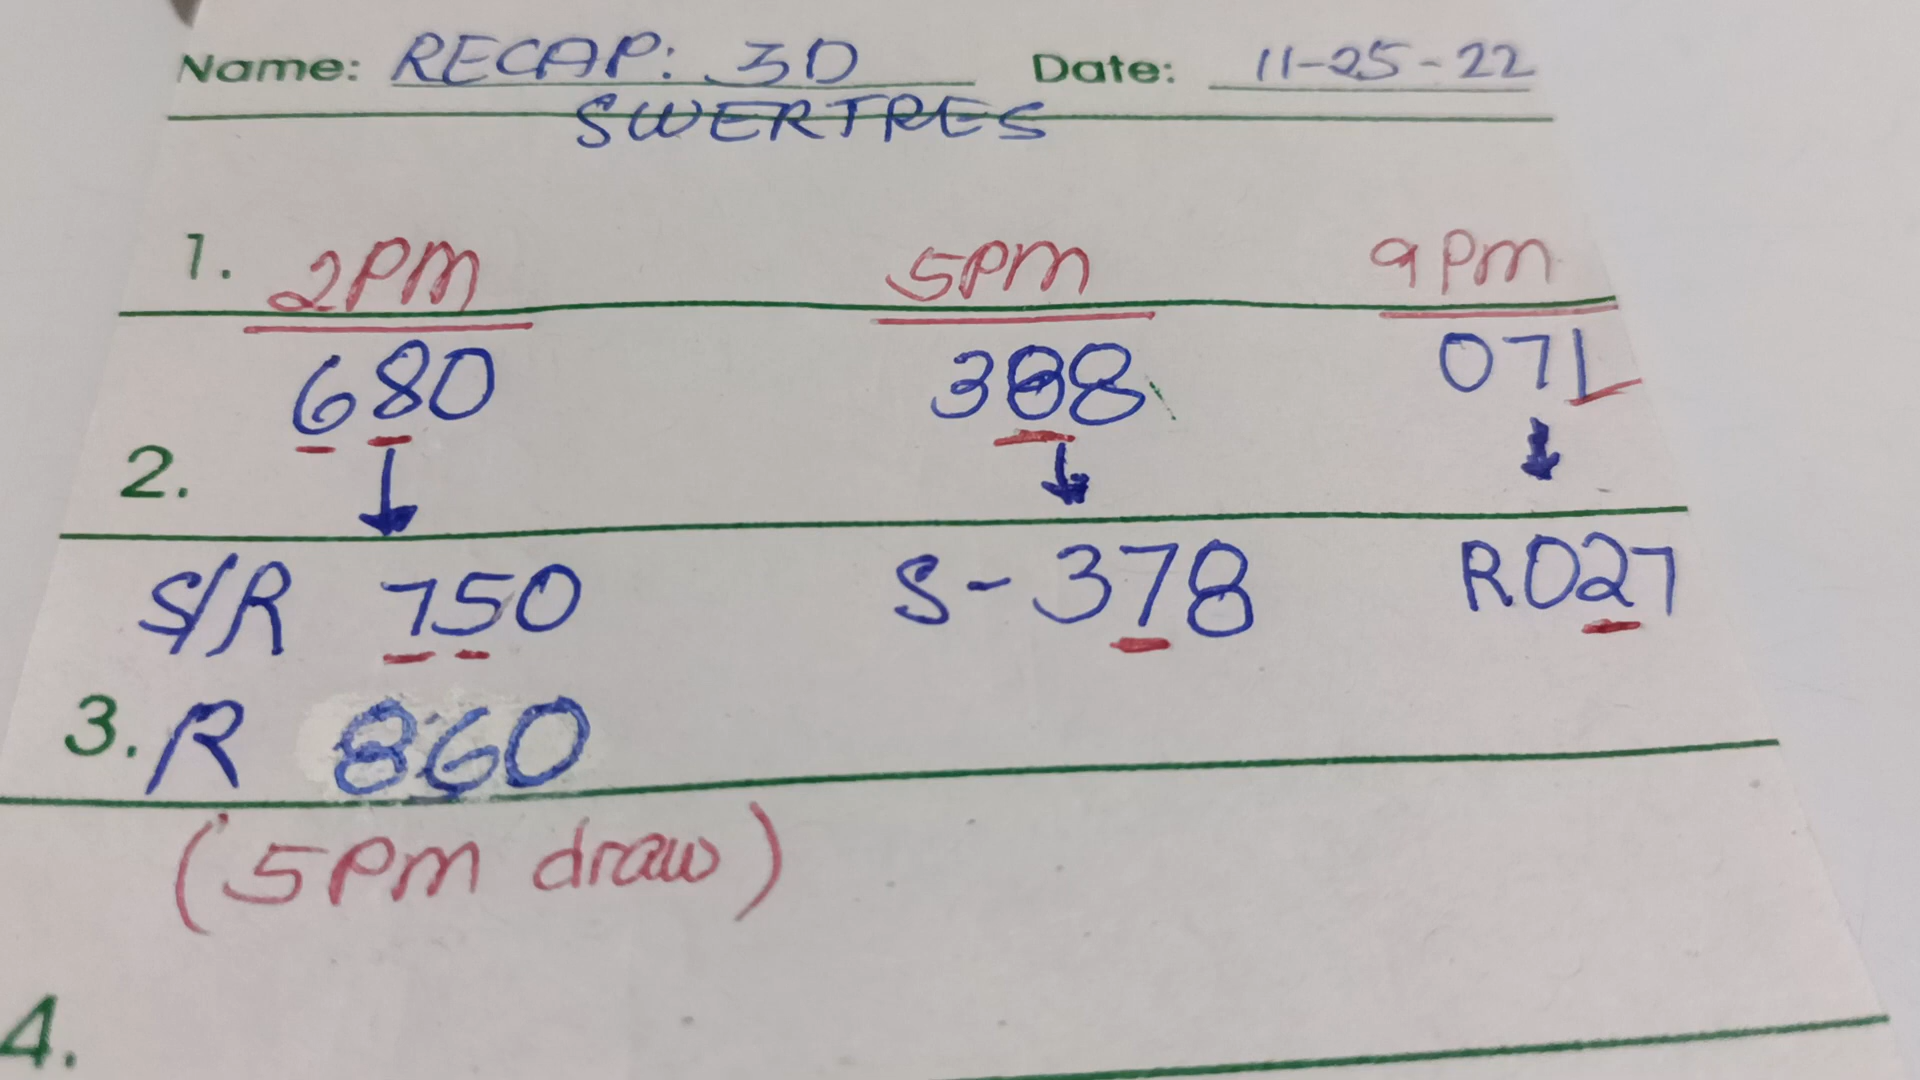 Name: RECAP: 3D Date: 11-25-22
SWERTRES
1. 2PM 5PM 9PM
680 388 071
2.
S/R 750 S-378 R027
3. R 860
(5PM draw)
4.